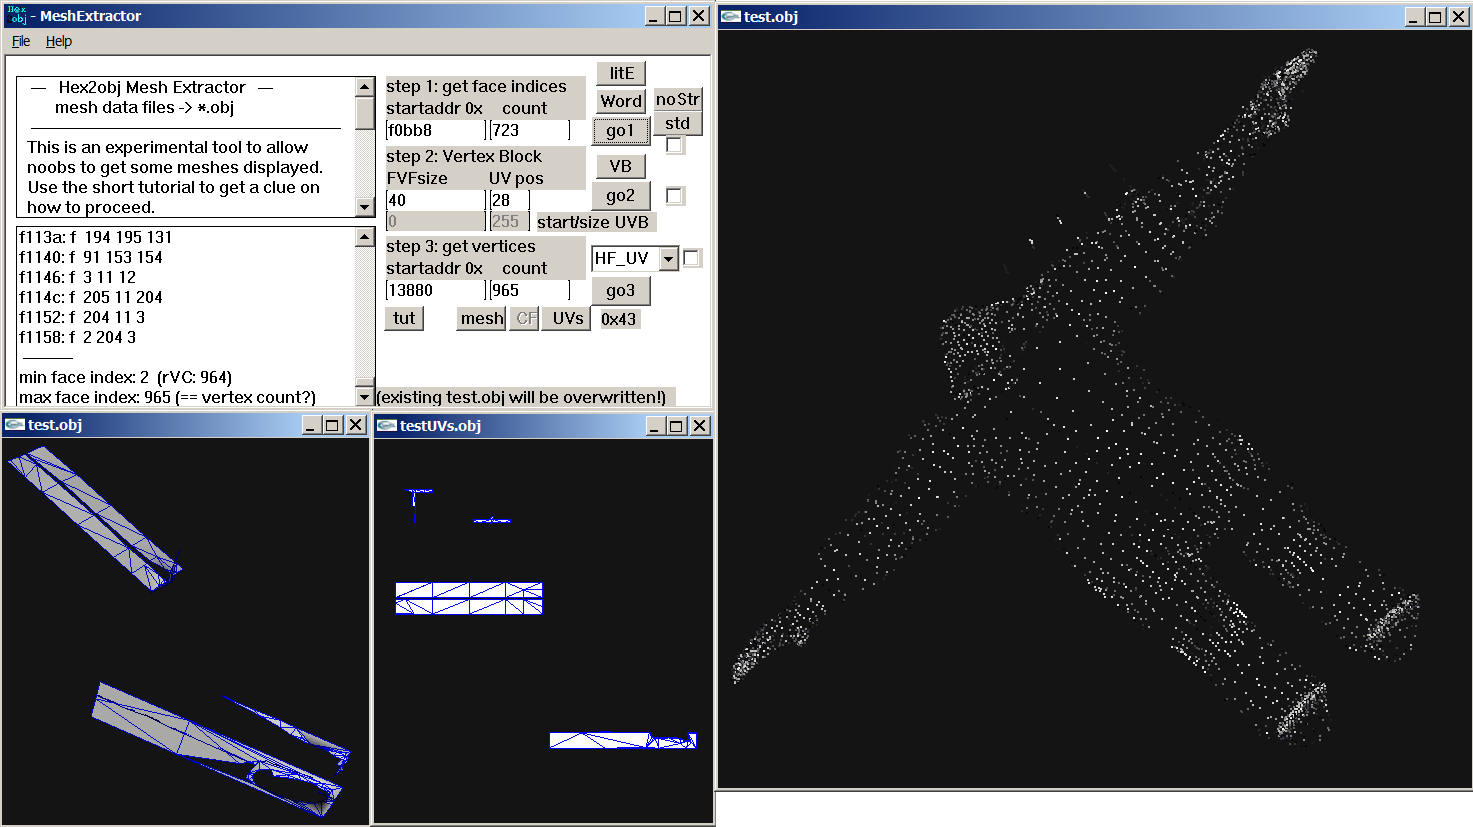 Hex
obj - MeshExtractor
File Help
— Hex2obj Mesh Extractor —
mesh data files -> *.obj
This is an experimental tool to allow
noobs to get some meshes displayed.
Use the short tutorial to get a clue on
how to proceed.
f113a: f 194 195 131
f1140: f 91 153 154
f1146: f 3 11 12
f114c: f 205 11 204
f1152: f 204 11 3
f1158: f 2 204 3
min face index: 2 (rVC: 964)
max face index: 965 (== vertex count?)
step 1: get face indices
startaddr 0x count
f0bb8 723
litE
Word noStr
go1 std
step 2: Vertex Block
FVFsize UV pos
40 28
0 255 start/size UVB
VB
go2
step 3: get vertices
startaddr 0x count
13880 965
HF_UV
go3
tut mesh CF UVs 0x43
(existing test.obj will be overwritten!)
test.obj
testUVs.obj
test.obj